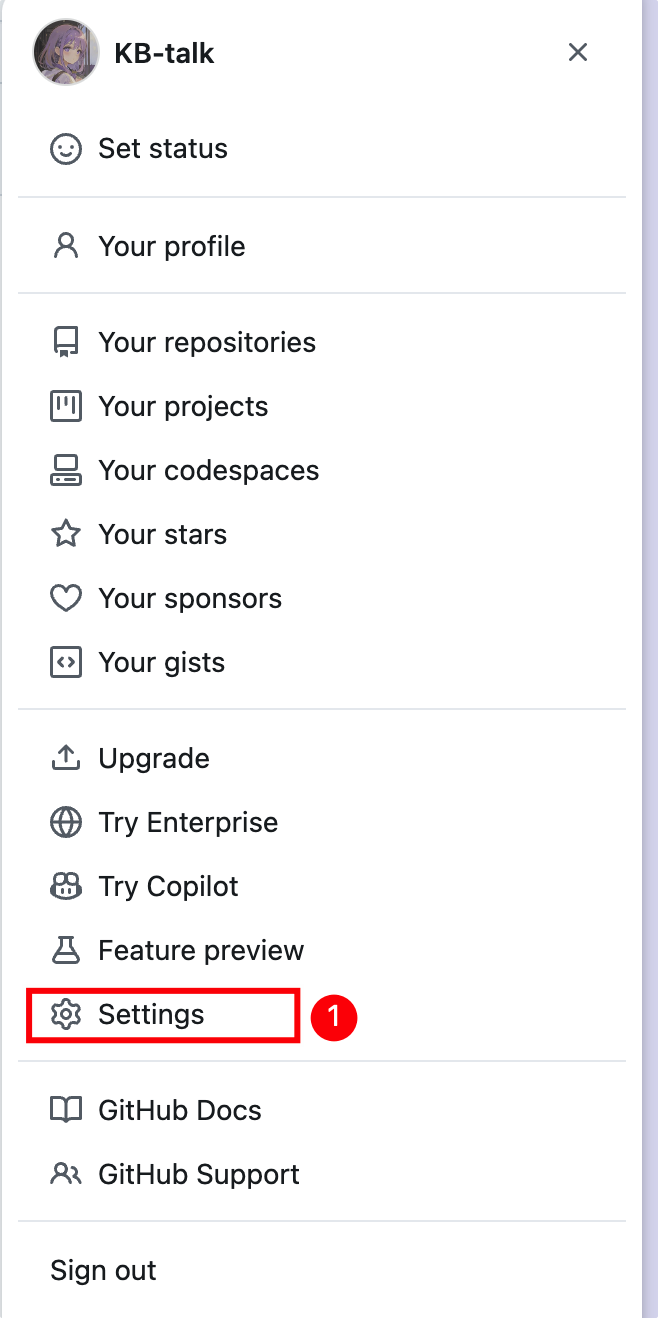 KB-talk
Set status
Your profile
Your repositories
Your projects
Your codespaces
Your stars
Your sponsors
Your gists
Upgrade
Try Enterprise
Try Copilot
Feature preview
Settings
1
GitHub Docs
GitHub Support
Sign out